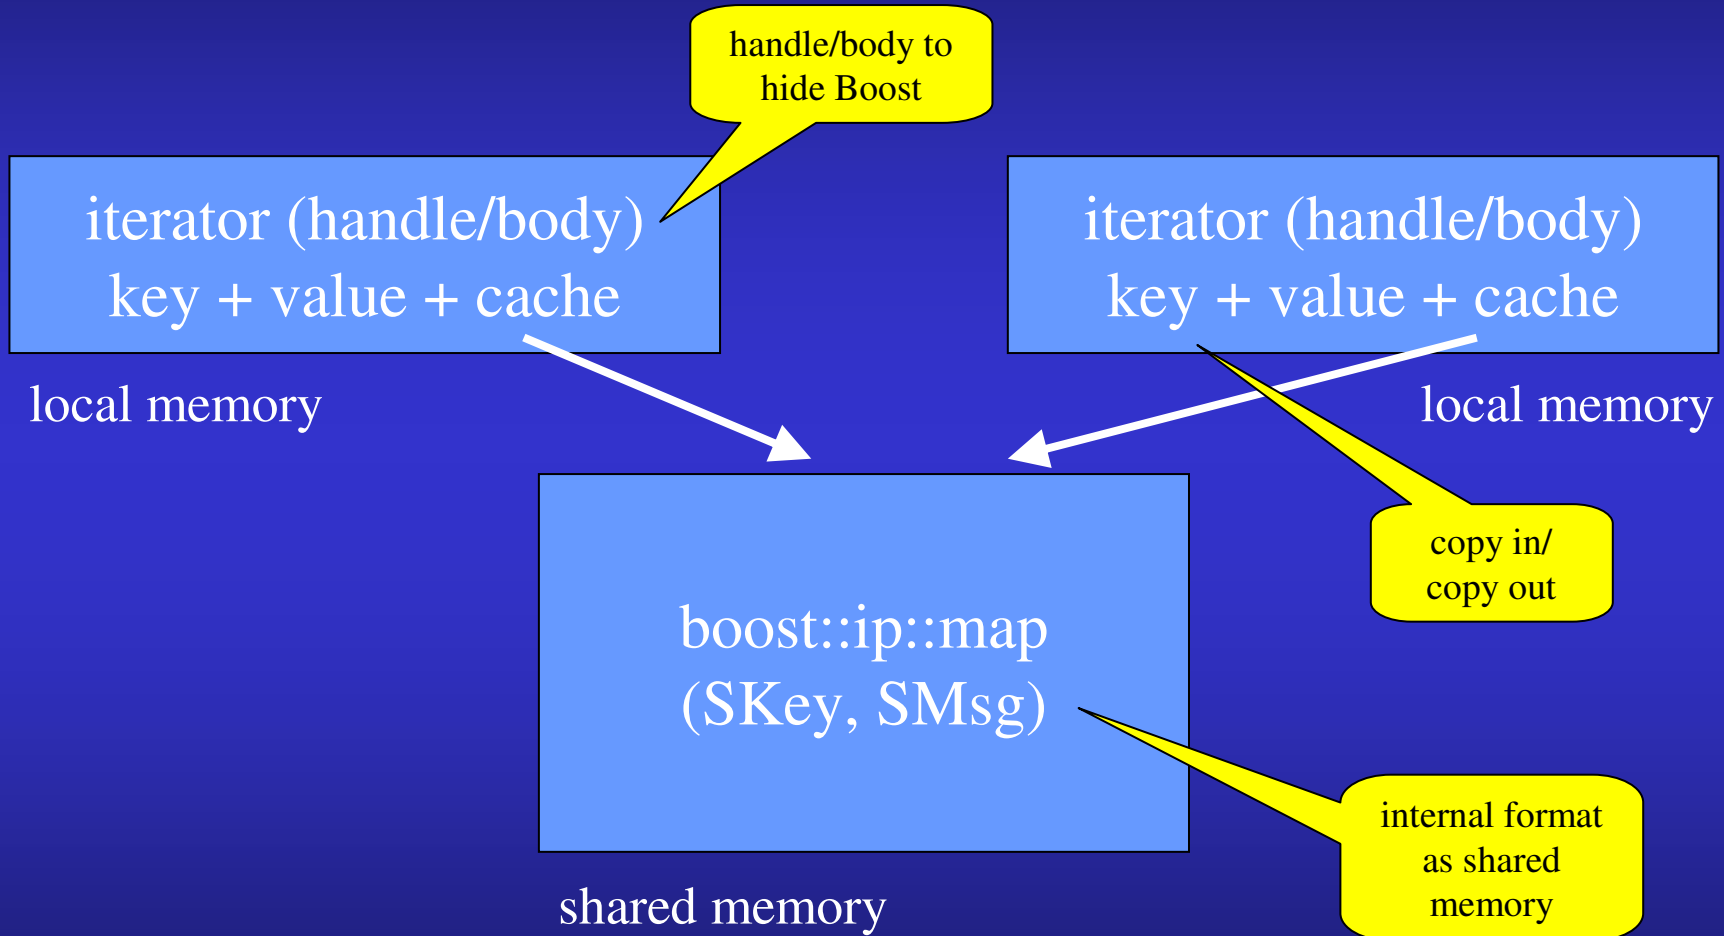 handle/body to
hide Boost
iterator (handle/body)
key + value + cache
iterator (handle/body)
key + value + cache
local memory
local memory
copy in/
copy out
boost::ip::map
(SKey, SMsg)
internal format
as shared
memory
shared memory